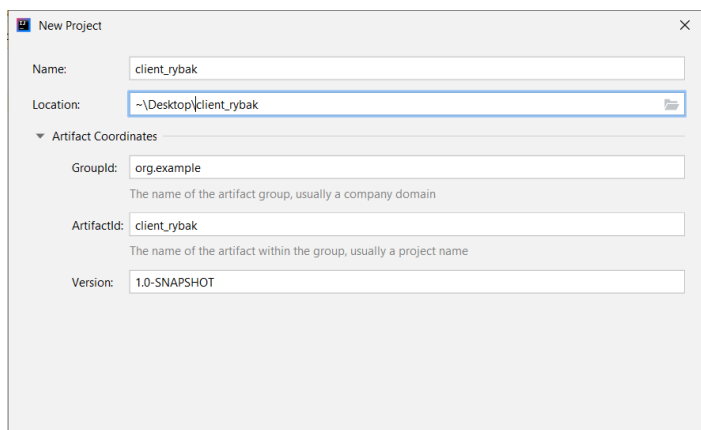 New Project
Name: client_rybak
Location: ~\Desktop\client_rybak
Artifact Coordinates
GroupId: org.example
The name of the artifact group, usually a company domain
ArtifactId: client_rybak
The name of the artifact within the group, usually a project name
Version: 1.0-SNAPSHOT